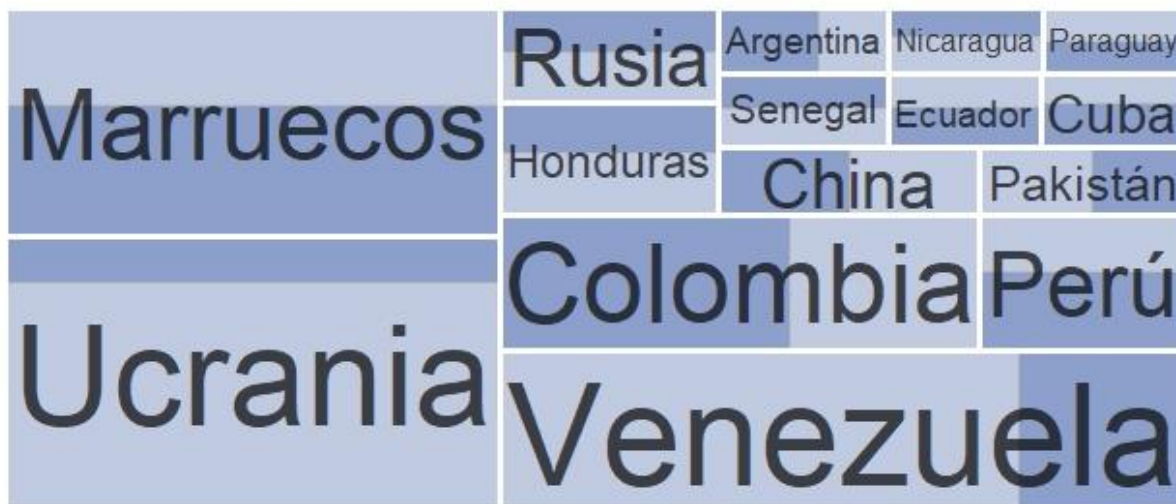 Marruecos
Ucrania
Rusia
Honduras
Argentina
Nicaragua
Paraguay
Senegal
Ecuador
Cuba
China
Pakistán
Colombia
Perú
Venezuela